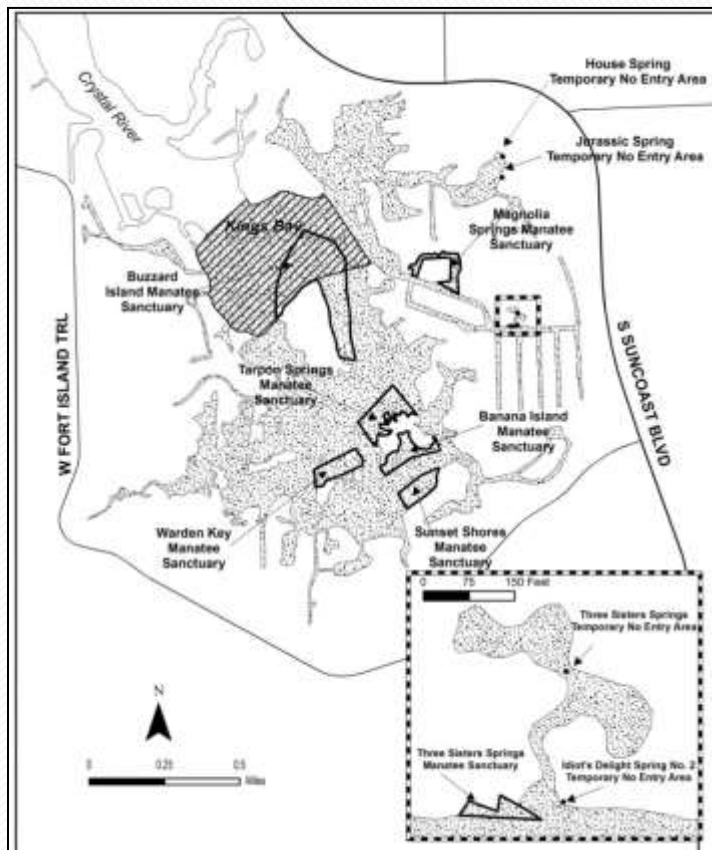 House Spring
Temporary No Entry Area
Jurassic Spring
Temporary No Entry Area
Crystal River
Magnolia
Springs Manatee
Sanctuary
Kings Bay
Buzzard
Island Manatee
Sanctuary
W FORT ISLAND TRL
S SUNCOAST BLVD
Tarpon Springs
Manatee
Sanctuary
Banana Island
Manatee
Sanctuary
Warden Key
Manatee
Sanctuary
Sunset Shores
Manatee
Sanctuary
0 75 150 Feet
Three Sisters Springs
Temporary No Entry Area
Three Sisters Springs
Manatee Sanctuary
Idiot's Delight Spring No. 2
Temporary No Entry Area
N
0 0.25 0.5
Miles